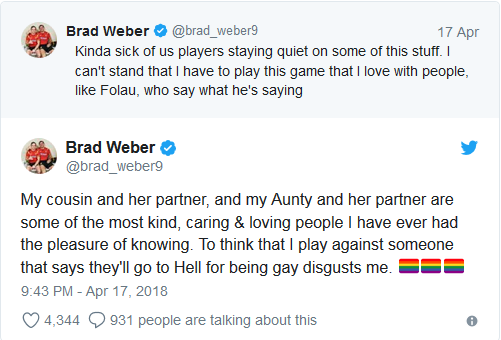 Brad Weber @brad_weber9 17 Apr
Kinda sick of us players staying quiet on some of this stuff. I
can't stand that I have to play this game that I love with people,
like Folau, who say what he's saying
Brad Weber
@brad_weber9
My cousin and her partner, and my Aunty and her partner are
some of the most kind, caring & loving people I have ever had
the pleasure of knowing. To think that I play against someone
that says they'll go to Hell for being gay disgusts me. 🏳️‍🌈🏳️‍🌈🏳️‍🌈
9:43 PM - Apr 17, 2018
4,344 931 people are talking about this